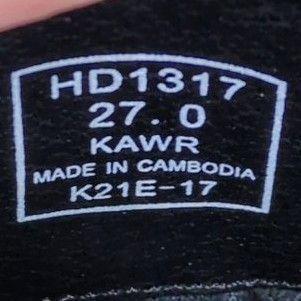 HD1317
27.0
KAWR
MADE IN CAMBODIA
K21E-17